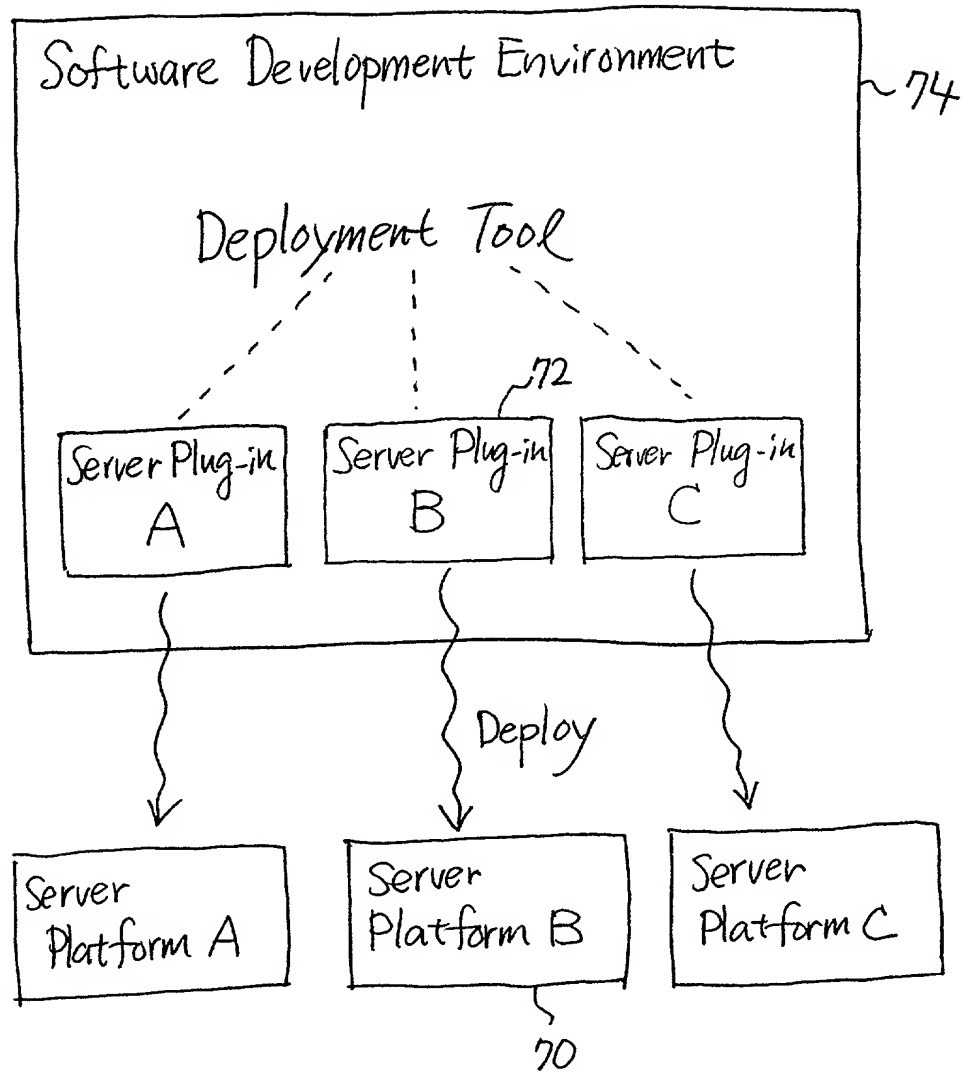 Software Development Environment
74
Deployment Tool
72
Server Plug-in
A
Server Plug-in
B
Server Plug-in
C
Deploy
Server
Platform A
Server
Platform B
Server
Platform C
70